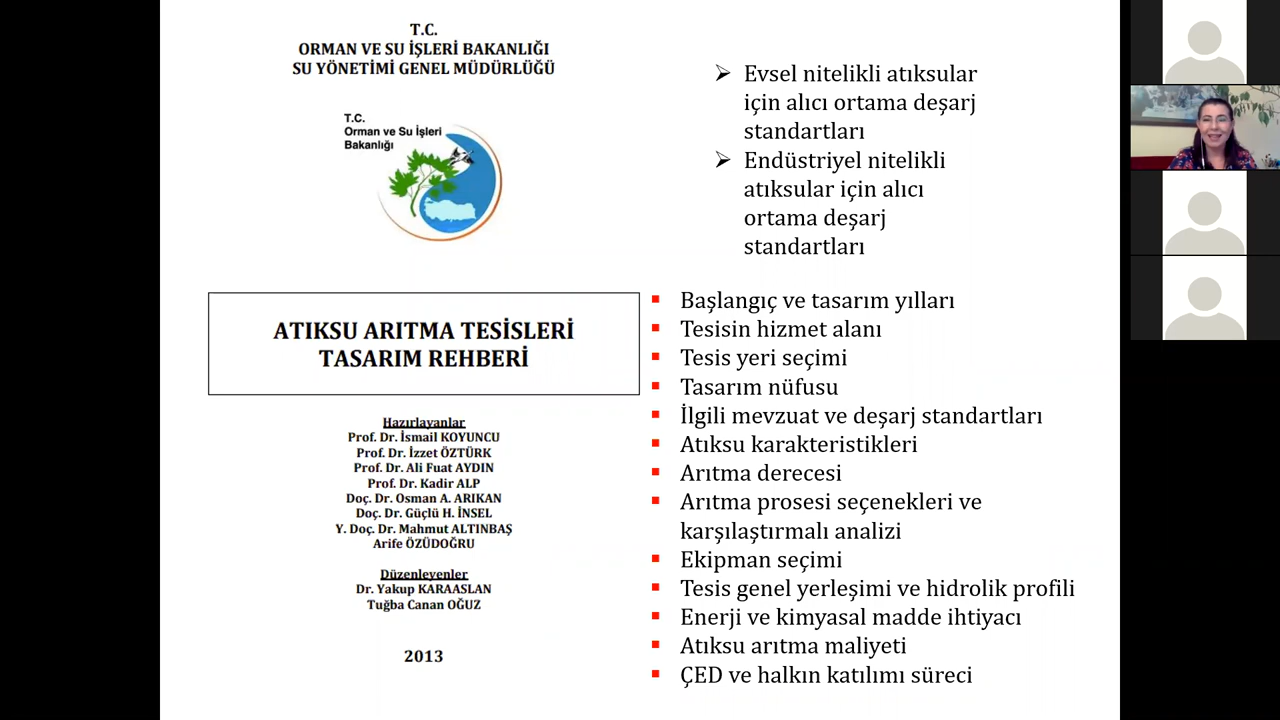 T.C.
ORMAN VE SU İŞLERİ BAKANLIĞI
SU YÖNETİMİ GENEL MÜDÜRLÜĞÜ
T.C.
Orman ve Su İşleri
Bakanlığı
ATIKSU ARITMA TESİSLERİ
TASARIM REHBERİ
Hazırlayanlar
Prof. Dr. İsmail KOYUNCU
Prof. Dr. İzzet ÖZTÜRK
Prof. Dr. Ali Fuat AYDIN
Prof. Dr. Kadir ALP
Doç. Dr. Osman A. ARIKAN
Doç. Dr. Güçlü H. İNSEL
Y. Doç. Dr. Mahmut ALTINBAŞ
Arife ÖZÜDOĞRU
Düzenleyenler
Dr. Yakup KARAASLAN
Tuğba Canan OĞUZ
2013
➢ Evsel nitelikli atıksular
için alıcı ortama deşarj
standartları
➢ Endüstriyel nitelikli
atıksular için alıcı
ortama deşarj
standartları
▪ Başlangıç ve tasarım yılları
▪ Tesisin hizmet alanı
▪ Tesis yeri seçimi
▪ Tasarım nüfusu
▪ İlgili mevzuat ve deşarj standartları
▪ Atıksu karakteristikleri
▪ Arıtma derecesi
▪ Arıtma prosesi seçenekleri ve
karşılaştırmalı analizi
▪ Ekipman seçimi
▪ Tesis genel yerleşimi ve hidrolik profili
▪ Enerji ve kimyasal madde ihtiyacı
▪ Atıksu arıtma maliyeti
▪ ÇED ve halkın katılımı süreci